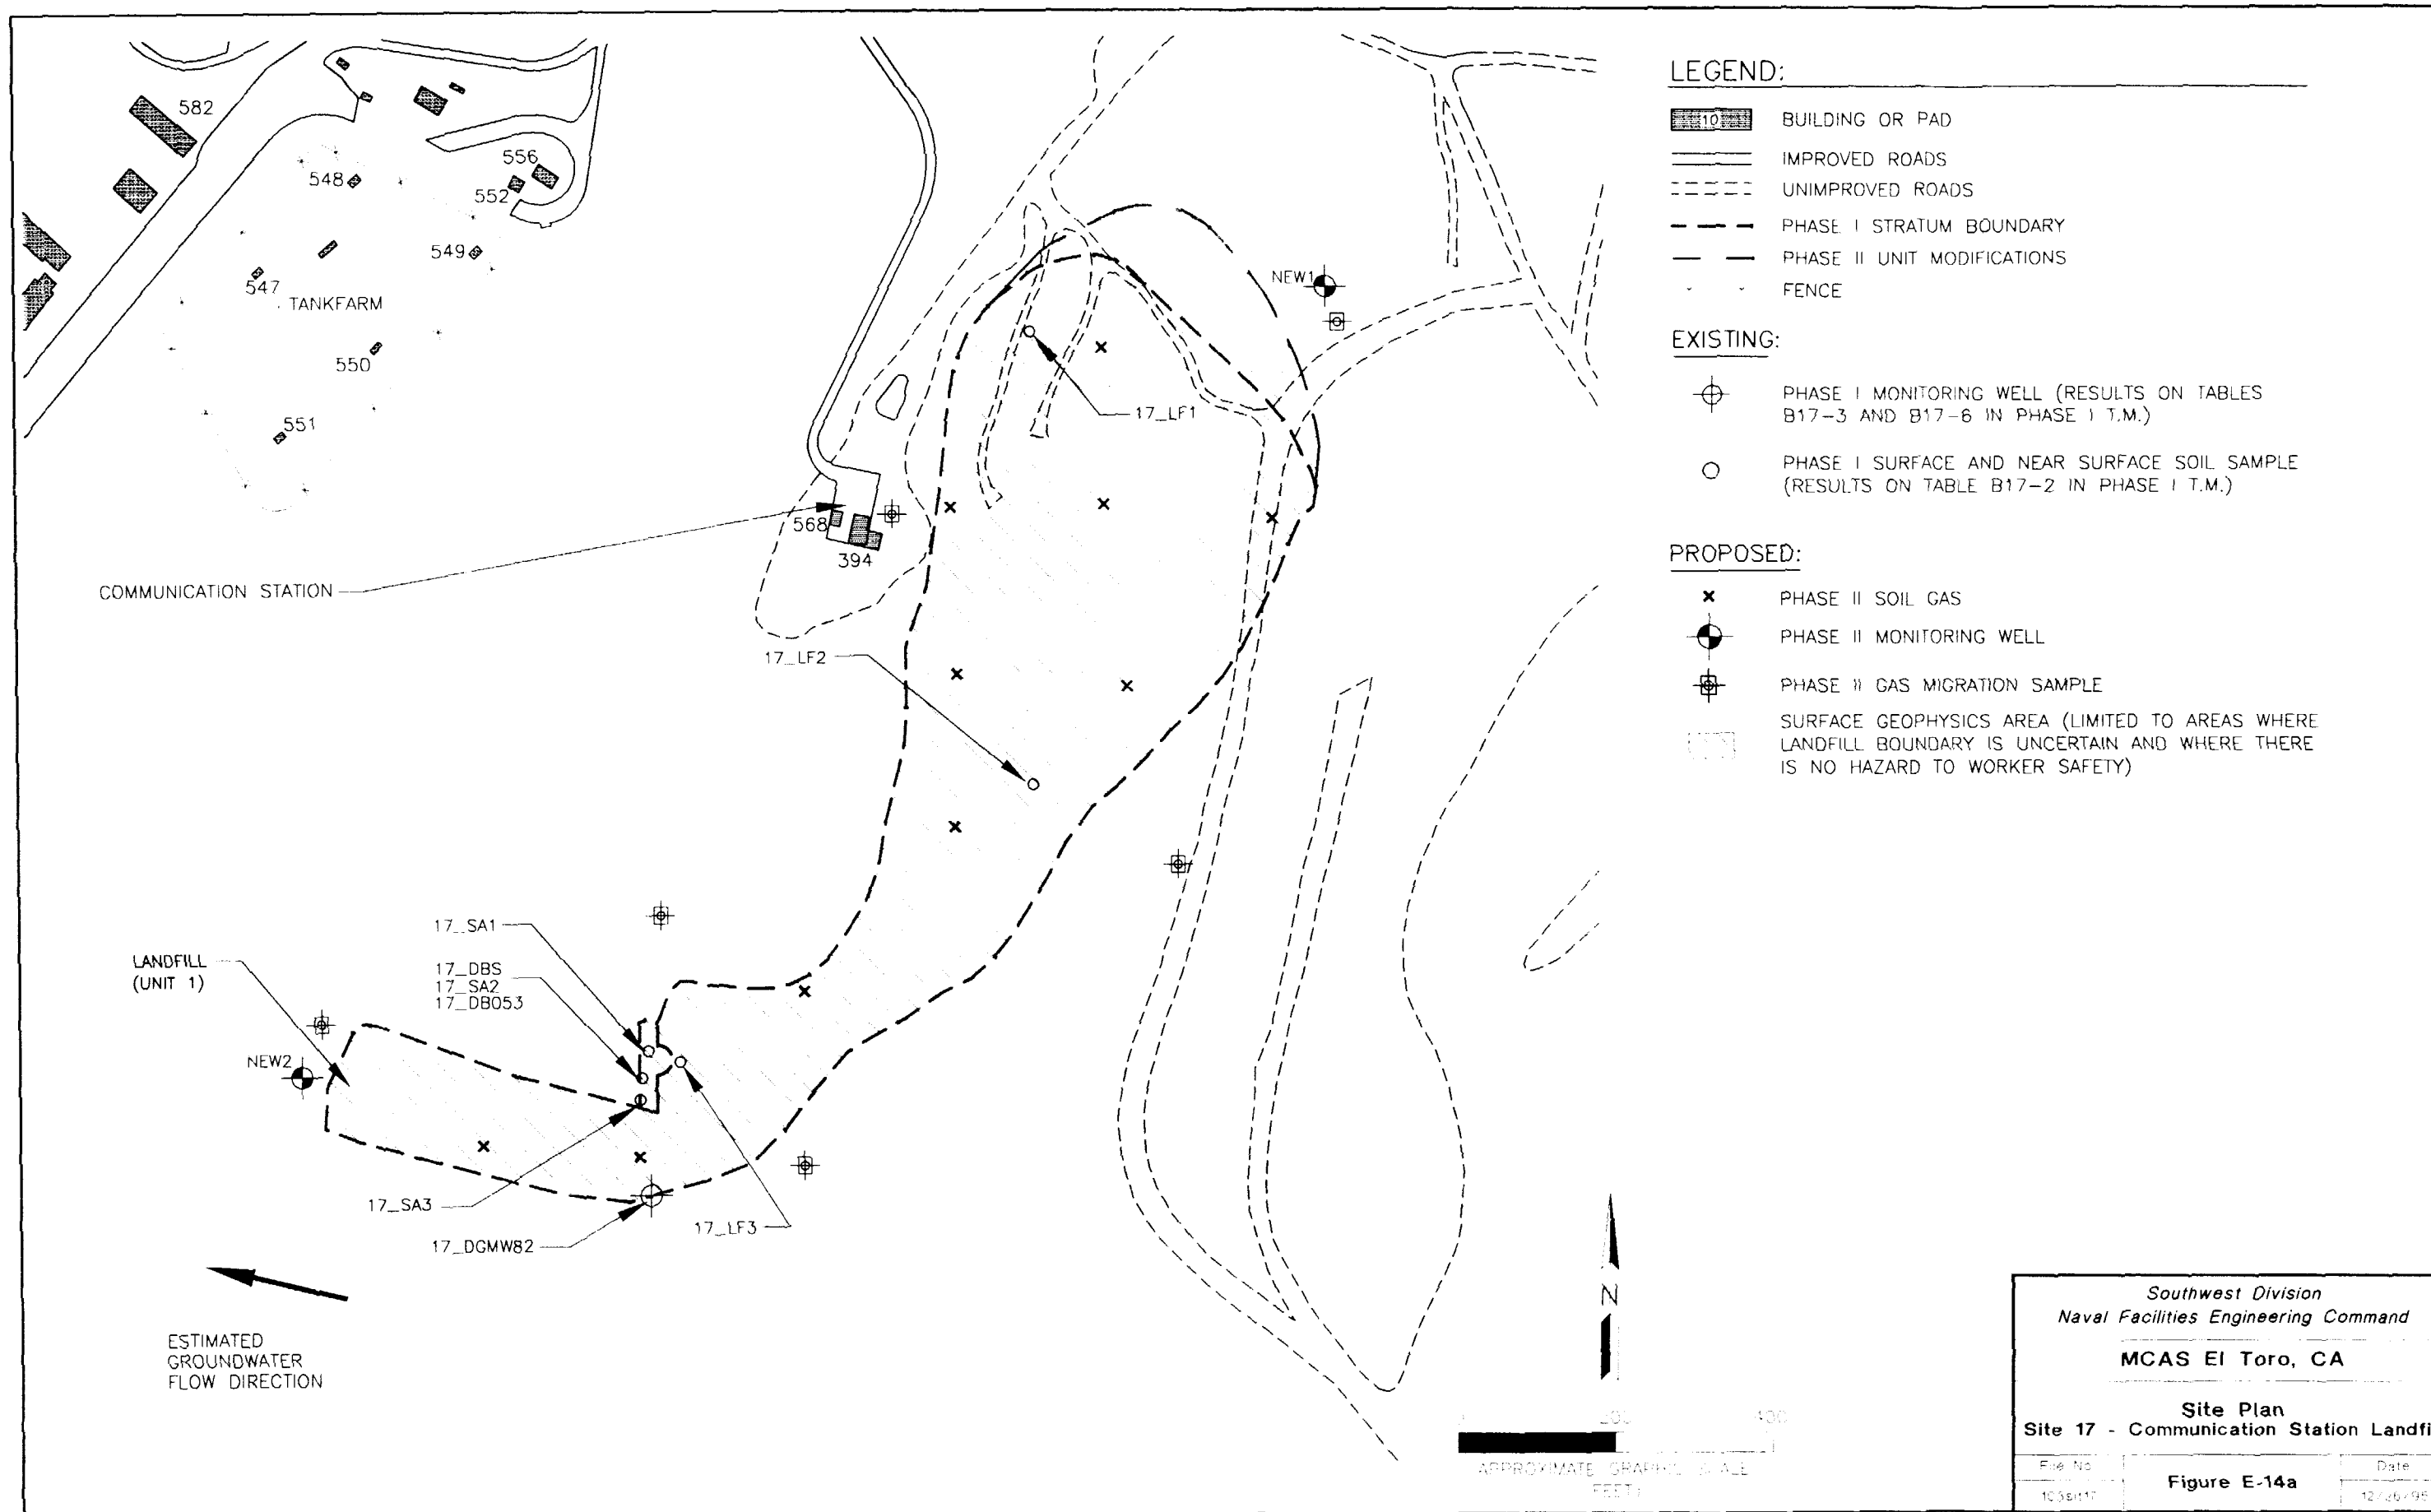 582
556
548
552
549
547
TANKFARM
550
551
NEW1
17_LF1
568
394
COMMUNICATION STATION
17_LF2
17_SA1
LANDFILL
(UNIT 1)
17_DBS
17_SA2
17_DB053
NEW2
17_SA3
17_LF3
17_DGMW82
ESTIMATED
GROUNDWATER
FLOW DIRECTION
N
200
400
APPROXIMATE GRAPHIC SCALE
LEGEND:
10
BUILDING OR PAD
IMPROVED ROADS
UNIMPROVED ROADS
PHASE I STRATUM BOUNDARY
PHASE II UNIT MODIFICATIONS
FENCE
EXISTING:
PHASE I MONITORING WELL (RESULTS ON TABLES
B17-3 AND B17-6 IN PHASE I T.M.)
PHASE I SURFACE AND NEAR SURFACE SOIL SAMPLE
(RESULTS ON TABLE B17-2 IN PHASE I T.M.)
PROPOSED:
PHASE II SOIL GAS
PHASE II MONITORING WELL
PHASE II GAS MIGRATION SAMPLE
SURFACE GEOPHYSICS AREA (LIMITED TO AREAS WHERE
LANDFILL BOUNDARY IS UNCERTAIN AND WHERE THERE
IS NO HAZARD TO WORKER SAFETY)
Southwest Division
Naval Facilities Engineering Command
MCAS El Toro, CA
Site Plan
Site 17 - Communication Station Landfi
File No
Figure E-14a
Date